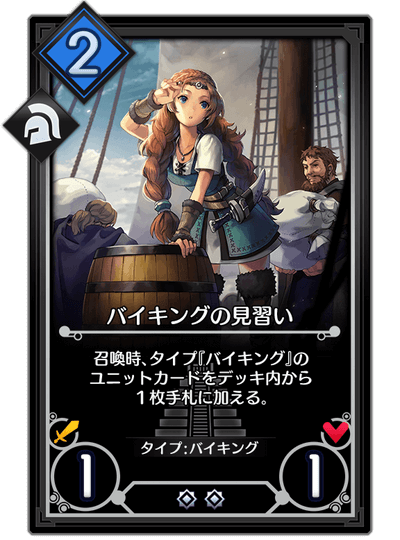 2
バイキングの見習い
召喚時、タイプ『バイキング』の
ユニットカードをデッキ内から
1枚手札に加える。
タイプ:バイキング
1
1